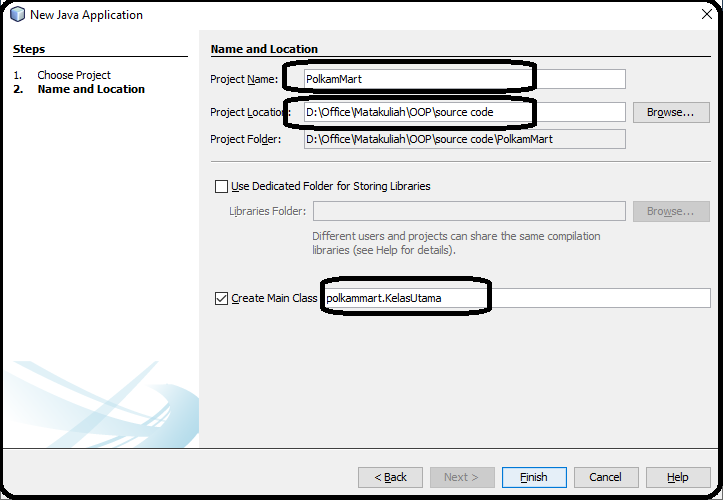 New Java Application
Steps
1. Choose Project
2. Name and Location
Name and Location
Project Name: PolkamMart
Project Location: D:\Office\Matakuliah\OOP\source code Browse...
Project Folder: D:\Office\Matakuliah\OOP\source code\PolkamMart
Use Dedicated Folder for Storing Libraries
Libraries Folder: Browse...
Different users and projects can share the same compilation
libraries (see Help for details).
Create Main Class polkammart.KelasUtama
< Back Next > Finish Cancel Help